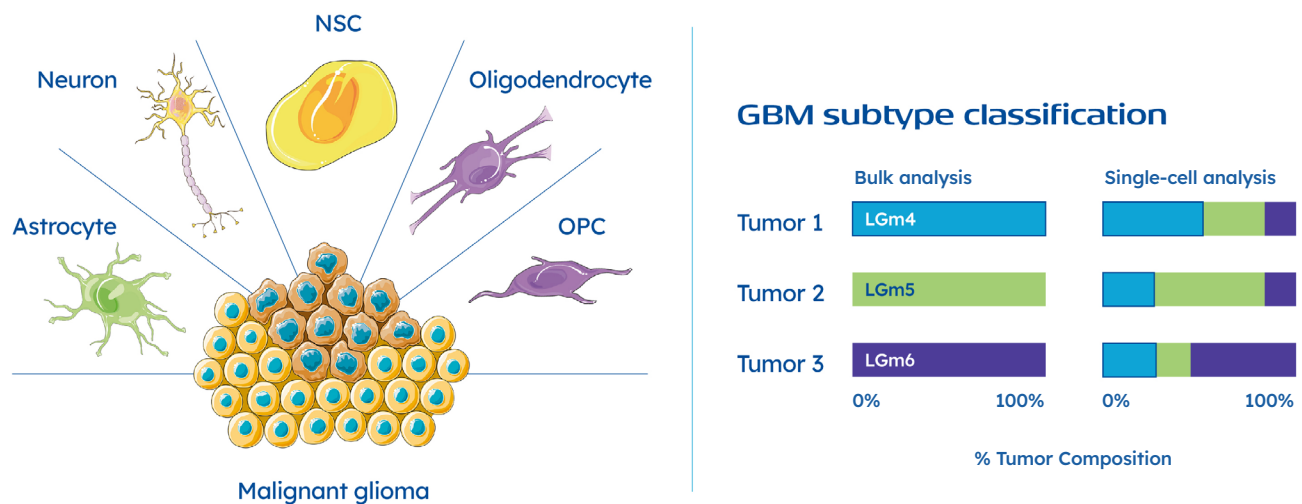 NSC
Neuron
Oligodendrocyte
Astrocyte
OPC
Malignant glioma
GBM subtype classification
Bulk analysis
Single-cell analysis
Tumor 1
LGm4
Tumor 2
LGm5
Tumor 3
LGm6
0%
100%
0%
100%
% Tumor Composition